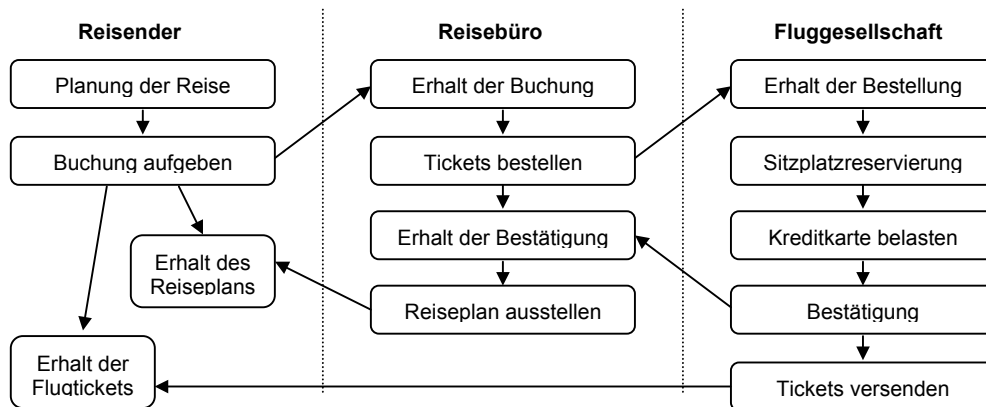 Reisender
Reisebüro
Fluggesellschaft
Planung der Reise
Erhalt der Buchung
Erhalt der Bestellung
Buchung aufgeben
Tickets bestellen
Sitzplatzreservierung
Erhalt der Bestätigung
Kreditkarte belasten
Erhalt des
Reiseplans
Reiseplan ausstellen
Bestätigung
Erhalt der
Flugtickets
Tickets versenden